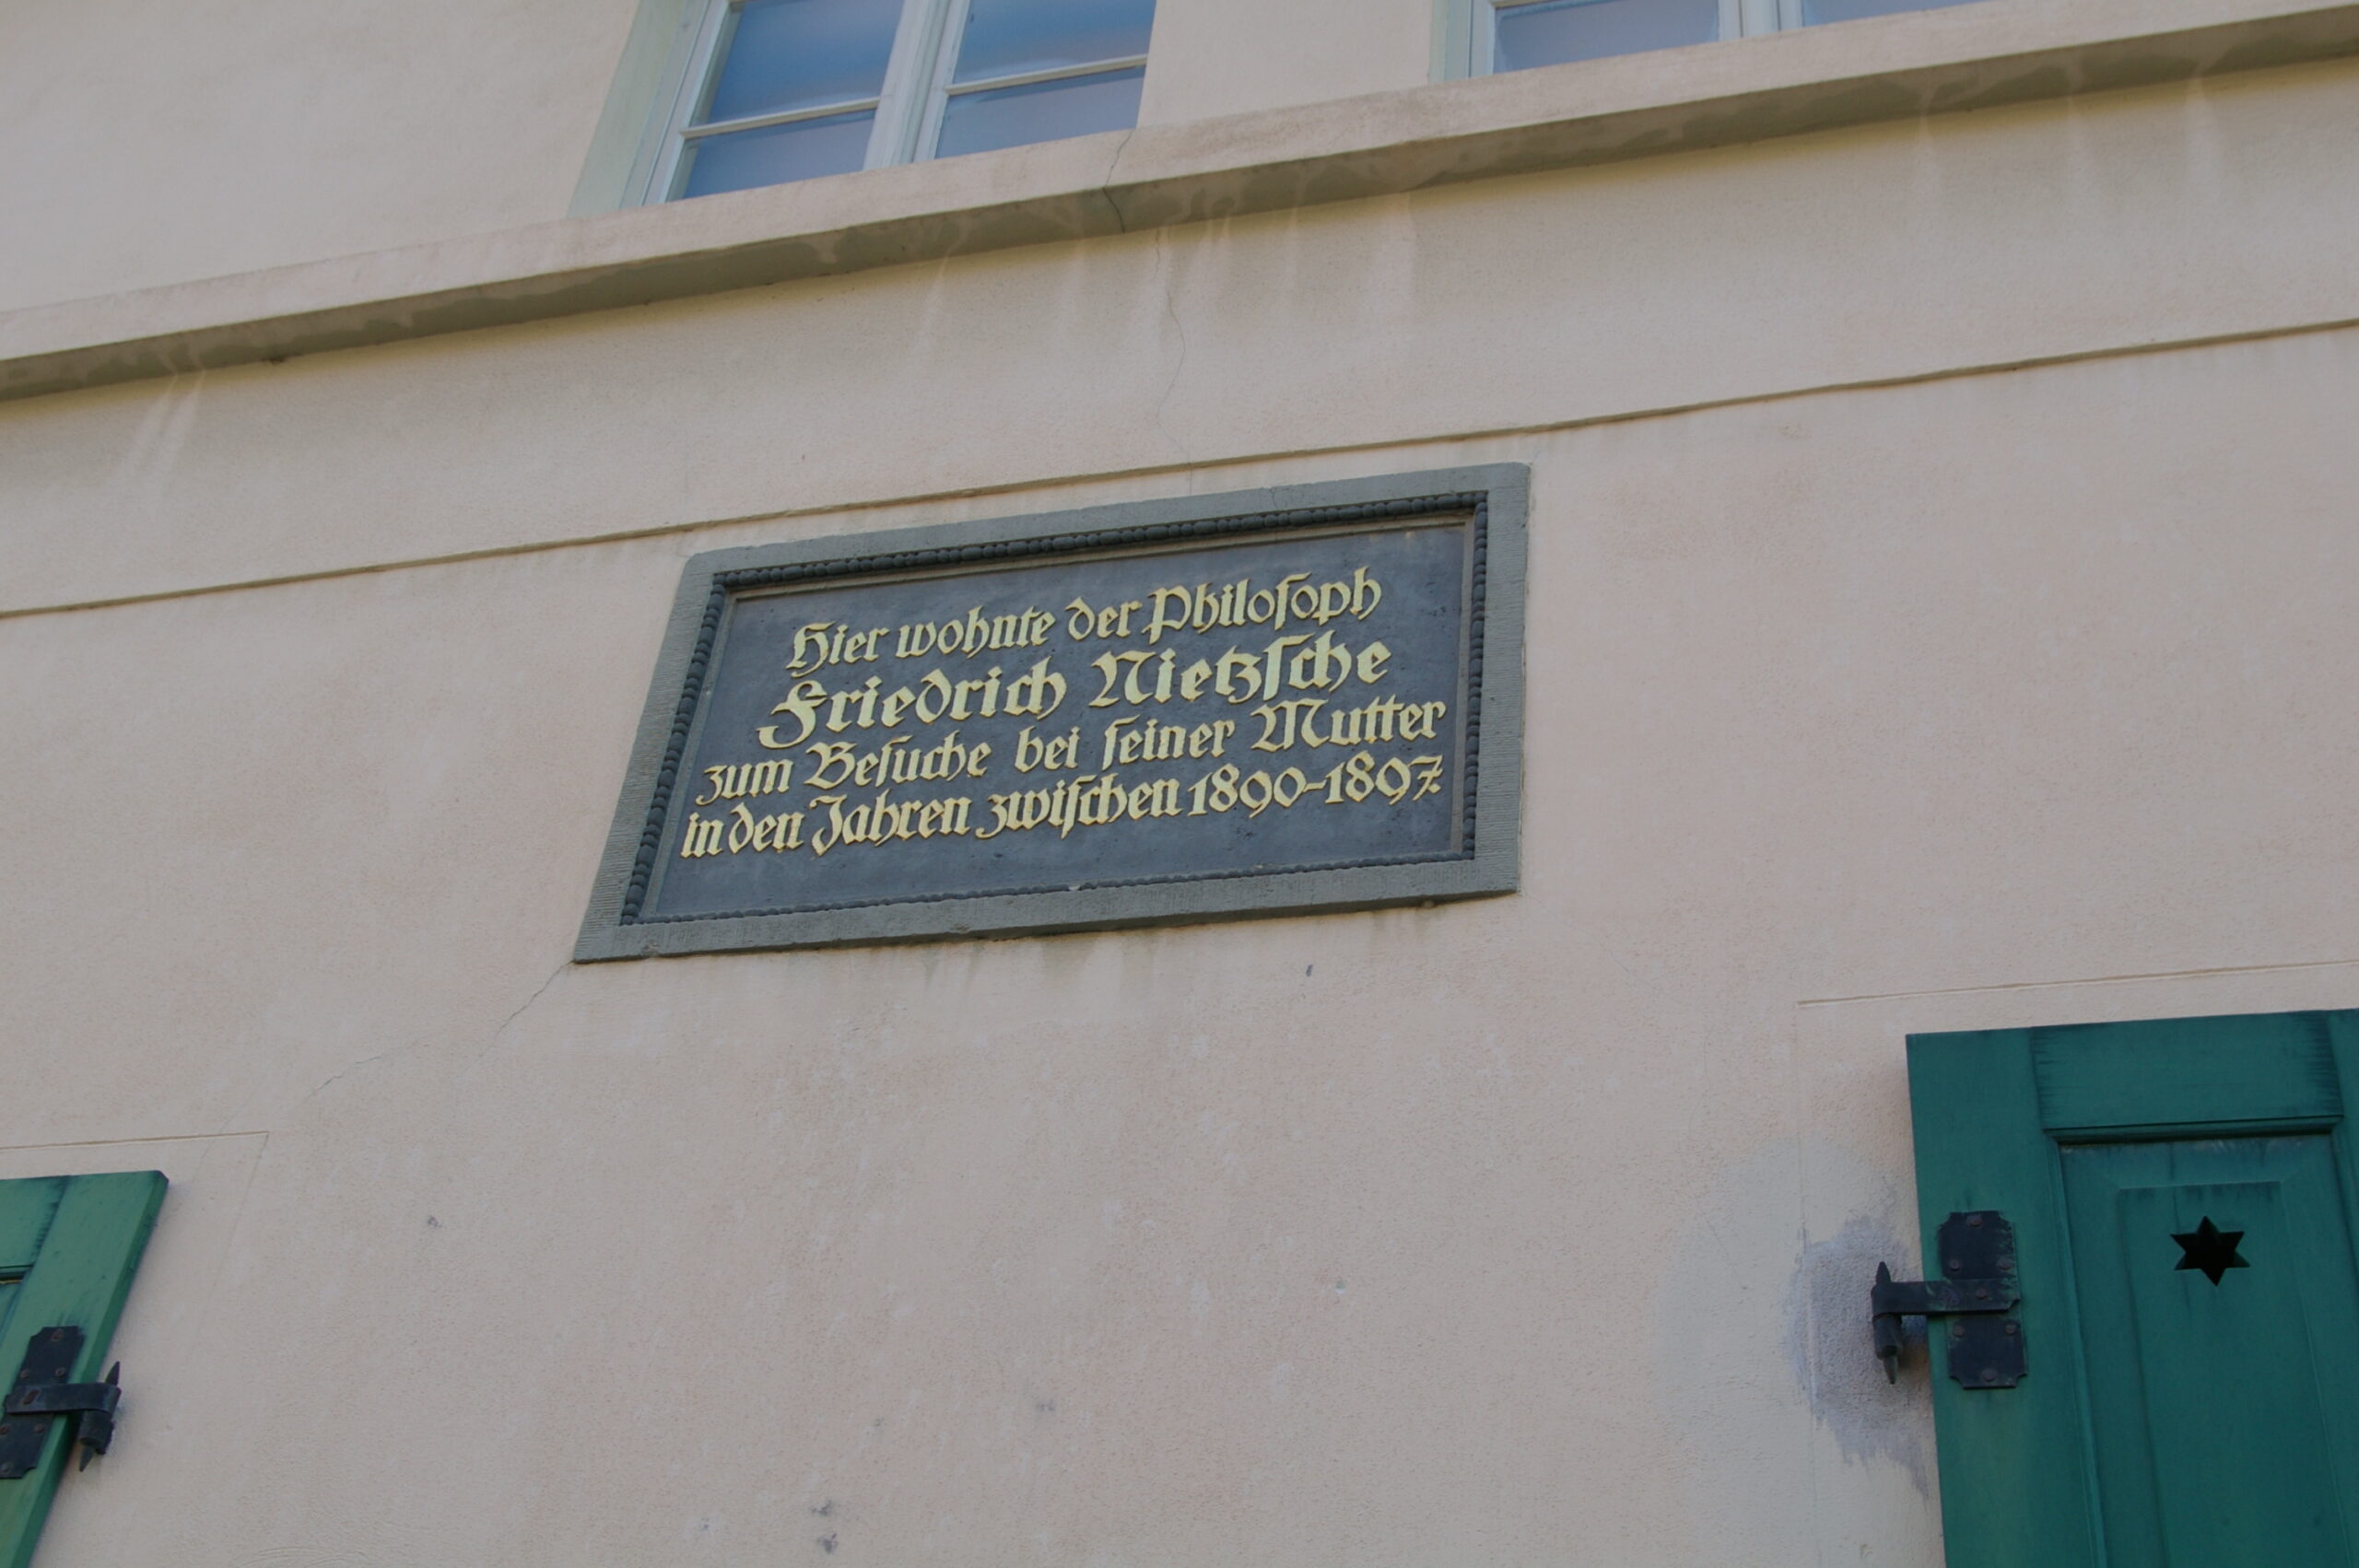 Hier wohnte der Philoſoph
Friedrich Nietzſche
zum Beſuche bei ſeiner Mutter
in den Jahren zwiſchen 1890-1897.